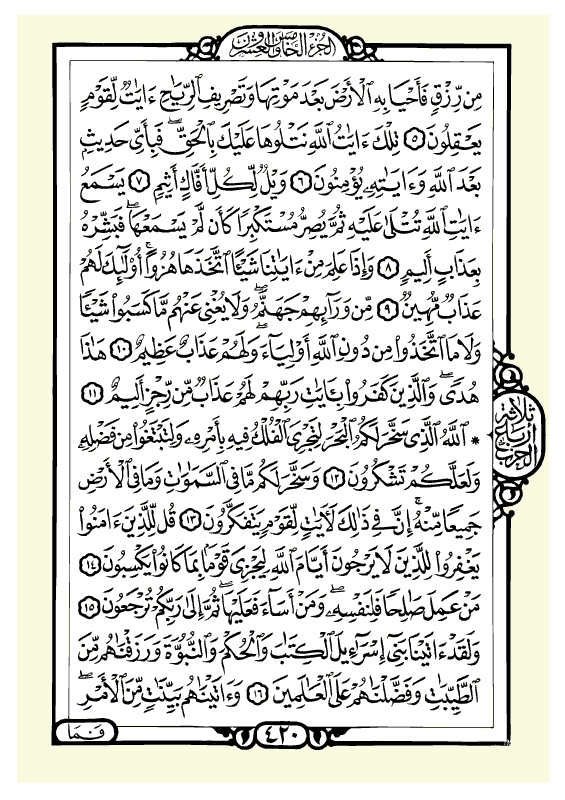 الجزء الخامس والعشرون
مِن رِّزْقٍ فَأَحْيَا بِهِ ٱلْأَرْضَ بَعْدَ مَوْتِهَا وَتَصْرِيفِ ٱلرِّيَٰحِ ءَايَٰتٌ لِّقَوْمٍ
يَعْقِلُونَ ٥ تِلْكَ ءَايَٰتُ ٱللَّهِ نَتْلُوهَا عَلَيْكَ بِٱلْحَقِّۖ فَبِأَىِّ حَدِيثِۭ
بَعْدَ ٱللَّهِ وَءَايَٰتِهِۦ يُؤْمِنُونَ ٦ وَيْلٌ لِّكُلِّ أَفَّاكٍ أَثِيمٍ ٧ يَسْمَعُ
ءَايَٰتِ ٱللَّهِ تُتْلَىٰ عَلَيْهِ ثُمَّ يُصِرُّ مُسْتَكْبِرًا كَأَن لَّمْ يَسْمَعْهَاۖ فَبَشِّرْهُ
بِعَذَابٍ أَلِيمٍ ٨ وَإِذَا عَلِمَ مِنْ ءَايَٰتِنَا شَيْـًٔا ٱتَّخَذَهَا هُزُوًاۚ أُو۟لَٰٓئِكَ لَهُمْ
عَذَابٌ مُّهِينٌ ٩ مِّن وَرَآئِهِمْ جَهَنَّمُۖ وَلَا يُغْنِى عَنْهُم مَّا كَسَبُوا۟ شَيْـًٔا
وَلَا مَا ٱتَّخَذُوا۟ مِن دُونِ ٱللَّهِ أَوْلِيَآءَۖ وَلَهُمْ عَذَابٌ عَظِيمٌ ١٠ هَٰذَا
هُدًىۖ وَٱلَّذِينَ كَفَرُوا۟ بِـَٔايَٰتِ رَبِّهِمْ لَهُمْ عَذَابٌ مِّن رِّجْزٍ أَلِيمٌ ١١
* ٱللَّهُ ٱلَّذِى سَخَّرَ لَكُمُ ٱلْبَحْرَ لِتَجْرِىَ ٱلْفُلْكُ فِيهِ بِأَمْرِهِۦ وَلِتَبْتَغُوا۟ مِن فَضْلِهِۦ
وَلَعَلَّكُمْ تَشْكُرُونَ ١٢ وَسَخَّرَ لَكُم مَّا فِى ٱلسَّمَٰوَٰتِ وَمَا فِى ٱلْأَرْضِ
جَمِيعًا مِّنْهُۚ إِنَّ فِى ذَٰلِكَ لَءَايَٰتٍ لِّقَوْمٍ يَتَفَكَّرُونَ ١٣ قُل لِّلَّذِينَ ءَامَنُوا۟
يَغْفِرُوا۟ لِلَّذِينَ لَا يَرْجُونَ أَيَّامَ ٱللَّهِ لِيَجْزِىَ قَوْمًۢا بِمَا كَانُوا۟ يَكْسِبُونَ ١٤
مَنْ عَمِلَ صَٰلِحًا فَلِنَفْسِهِۦۖ وَمَنْ أَسَآءَ فَعَلَيْهَاۖ ثُمَّ إِلَىٰ رَبِّكُمْ تُرْجَعُونَ ١٥
وَلَقَدْ ءَاتَيْنَا بَنِىٓ إِسْرَٰٓءِيلَ ٱلْكِتَٰبَ وَٱلْحُكْمَ وَٱلنُّبُوَّةَ وَرَزَقْنَٰهُم مِّنَ
ٱلطَّيِّبَٰتِ وَفَضَّلْنَٰهُمْ عَلَى ٱلْعَٰلَمِينَ ١٦ وَءَاتَيْنَٰهُم بَيِّنَٰتٍ مِّنَ ٱلْأَمْرِۖ
ثلاثة
أرباع
الجزء
٤٢٠
فَمَا